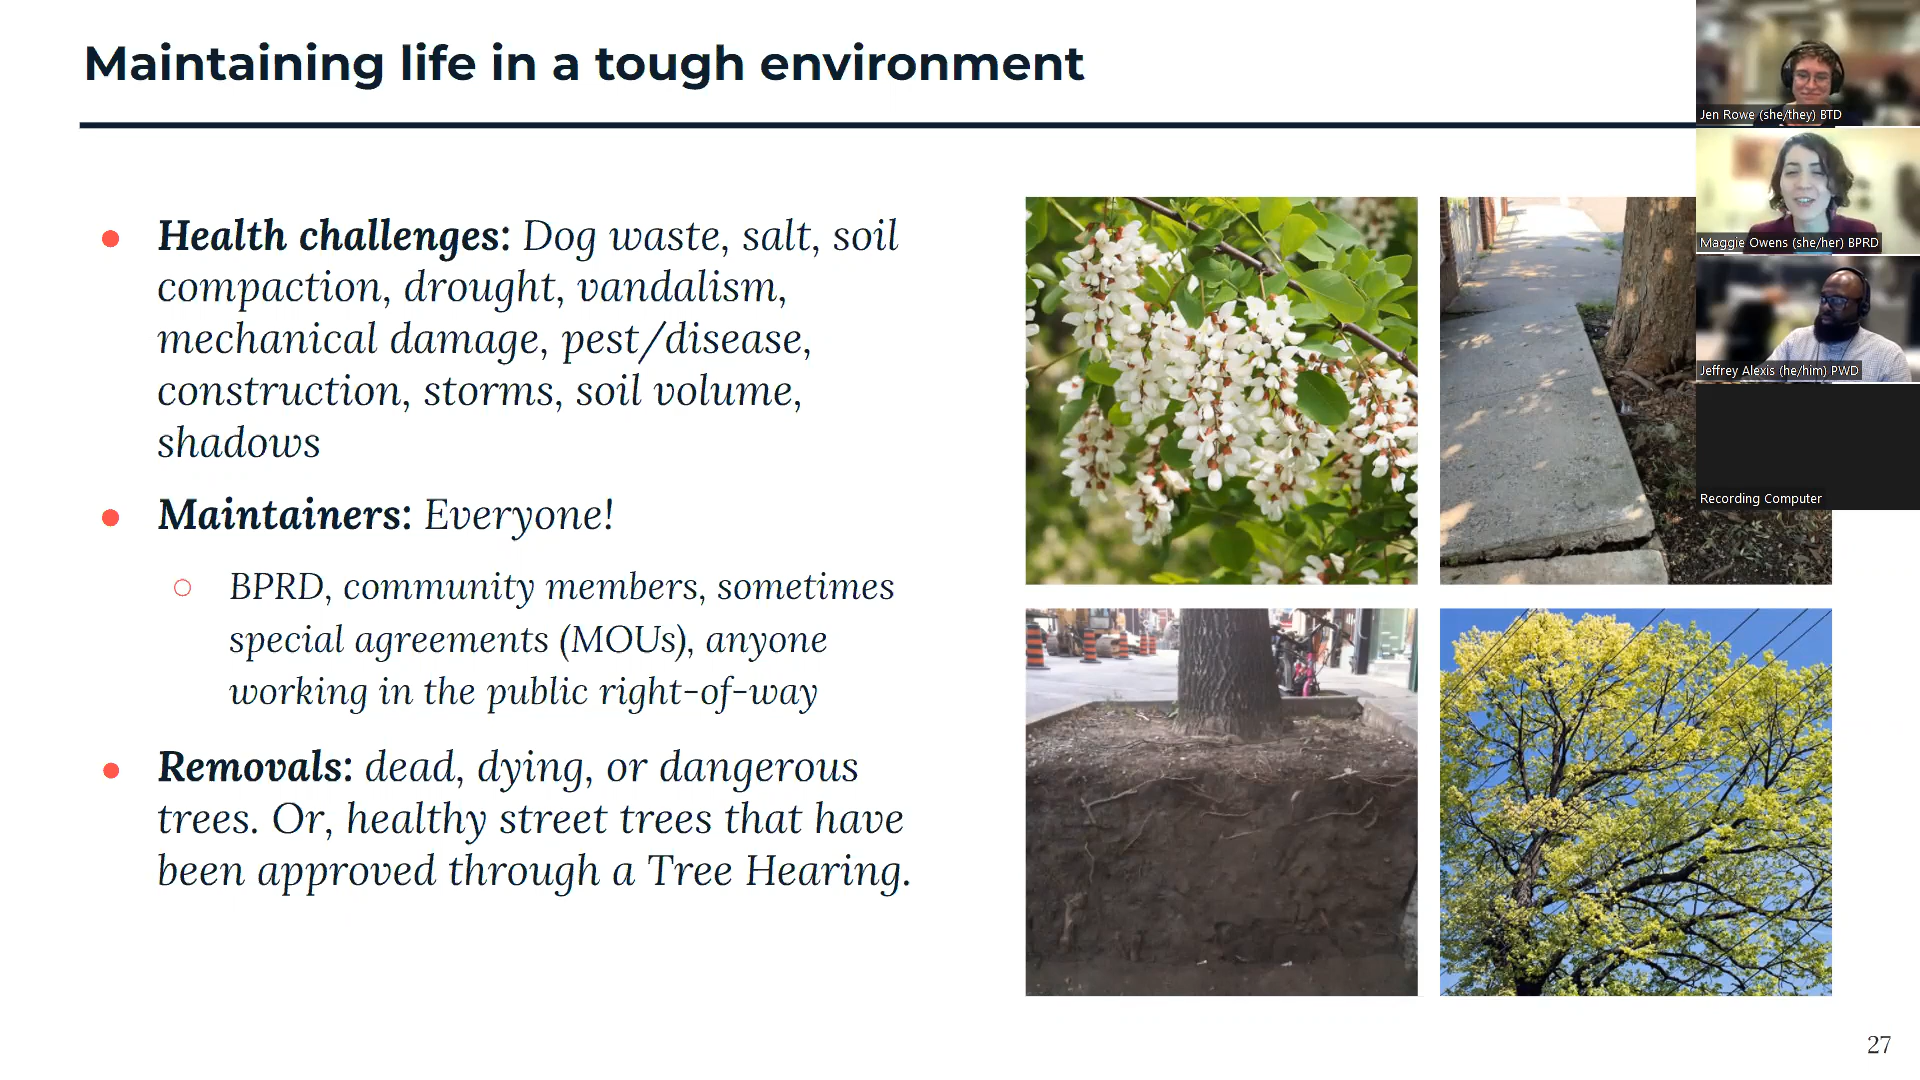 Maintaining life in a tough environment
Health challenges: Dog waste, salt, soil
compaction, drought, vandalism,
mechanical damage, pest/disease,
construction, storms, soil volume,
shadows
Maintainers: Everyone!
BPRD, community members, sometimes
special agreements (MOUs), anyone
working in the public right-of-way
Removals: dead, dying, or dangerous
trees. Or, healthy street trees that have
been approved through a Tree Hearing.
Jen Rowe (she/they) BTD
Maggie Owens (she/her) BPRD
Jeffrey Alexis (he/him) PWD
Recording Computer
27